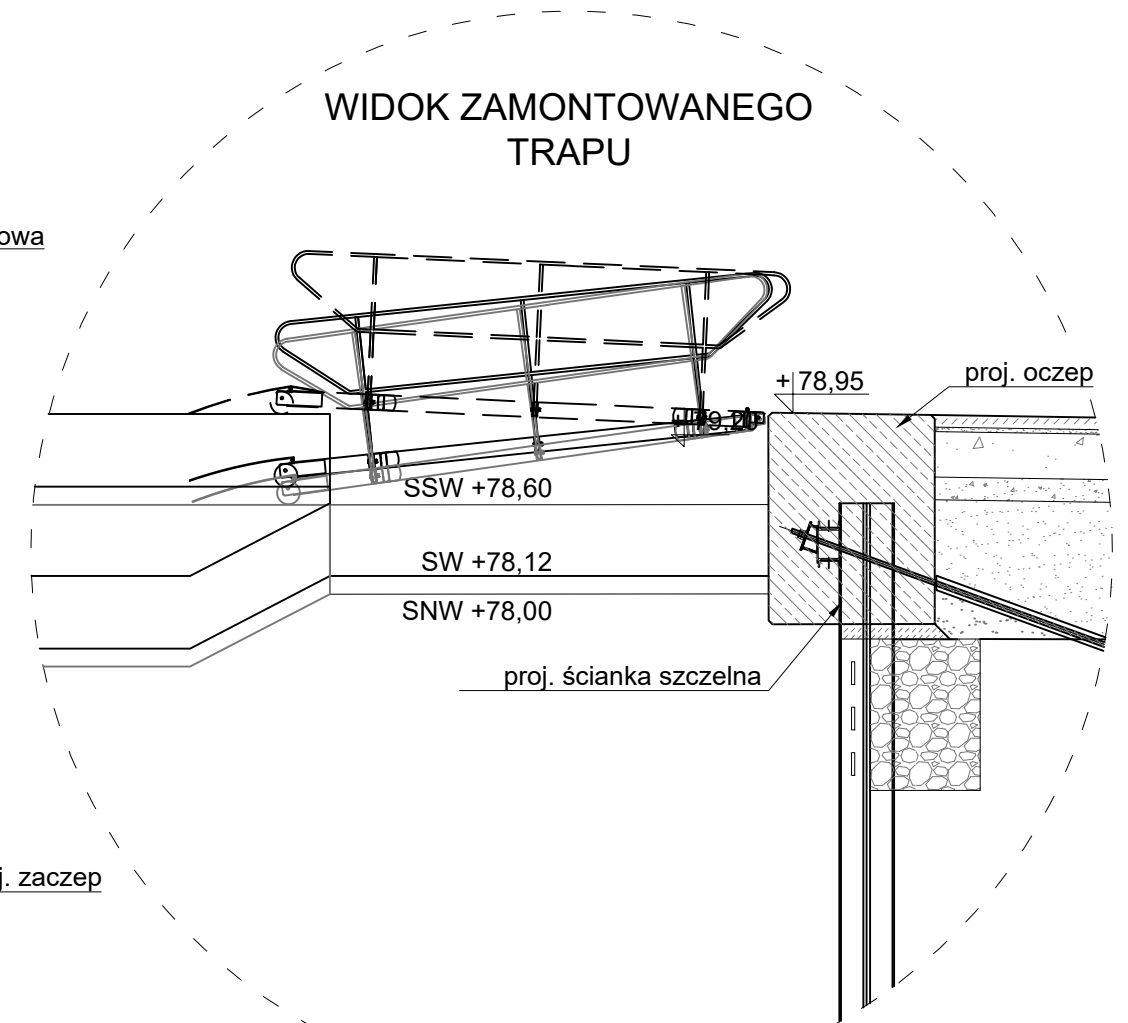 WIDOK ZAMONTOWANEGO
TRAPU
owa
+78,95
proj. oczep
SSW +78,60
SW +78,12
SNW +78,00
proj. ścianka szczelna
j. zaczep